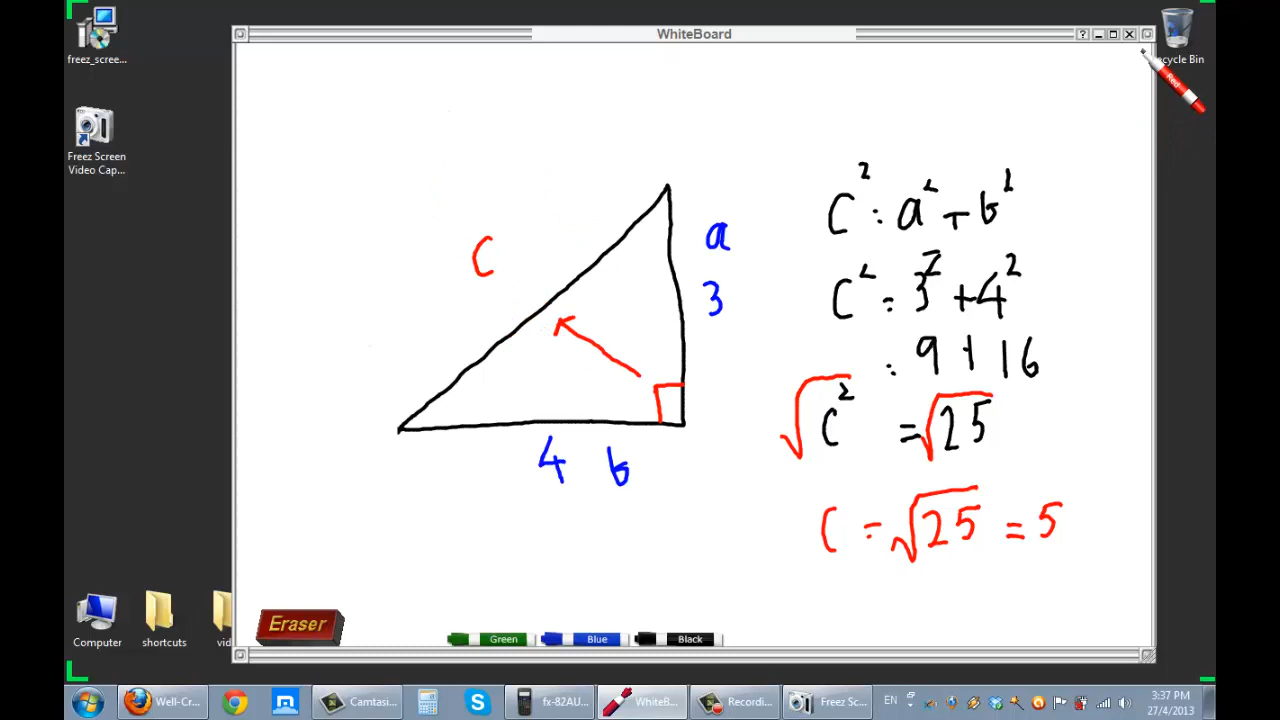 WhiteBoard
freez_scree...
Recycle Bin
Red
Freez Screen
Video Cap...
C² = a² + b²
C
a
3
C² = 3² + 4²
= 9 + 16
√C² = √25
4 b
C = √25 = 5
Eraser
Green
Blue
Black
Computer
shortcuts
vid
Well-Cr...
Camtasi...
fx-82AU...
WhiteB...
Recordi...
Freez Sc...
EN
3:37 PM
27/4/2013